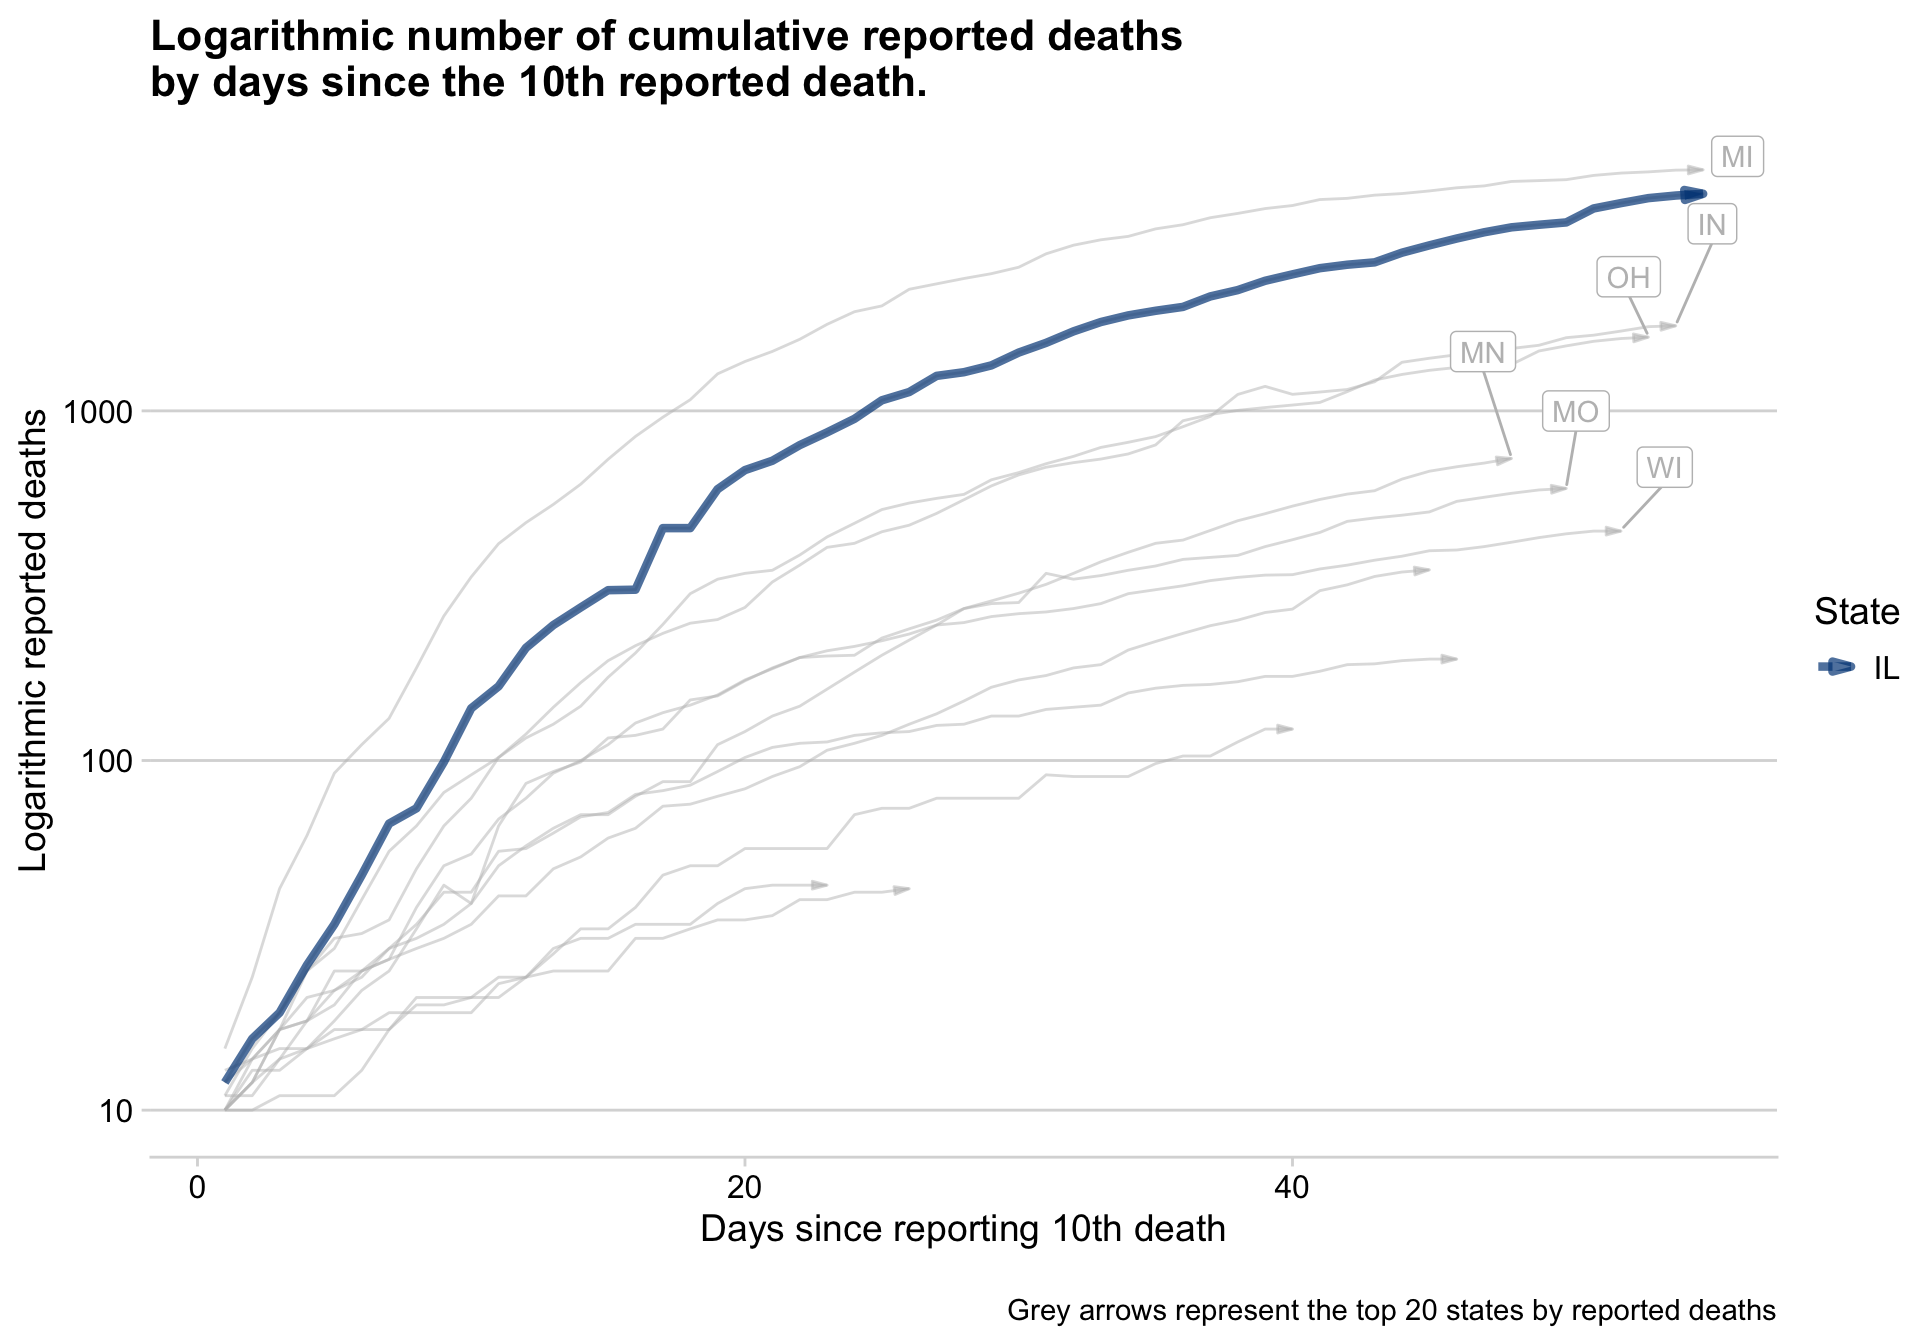 Logarithmic number of cumulative reported deaths
by days since the 10th reported death.
MI
IN
OH
MN
MO
WI
1000
100
10
Logarithmic reported deaths
State
IL
0
20
40
Days since reporting 10th death
Grey arrows represent the top 20 states by reported deaths